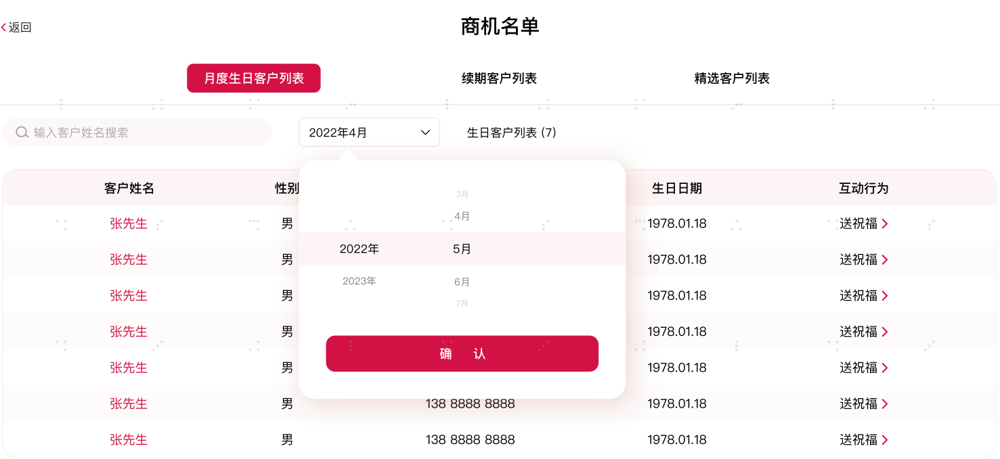 返回
商机名单
月度生日客户列表 续期客户列表 精选客户列表
输入客户姓名搜索 2022年4月 生日客户列表 (7)
客户姓名 性别 生日日期 互动行为
3月
4月
2022年 5月
2023年 6月
7月
确 认
张先生 男 1978.01.18 送祝福
张先生 男 1978.01.18 送祝福
张先生 男 1978.01.18 送祝福
张先生 男 1978.01.18 送祝福
张先生 男 1978.01.18 送祝福
张先生 男 138 8888 8888 1978.01.18 送祝福
张先生 男 138 8888 8888 1978.01.18 送祝福